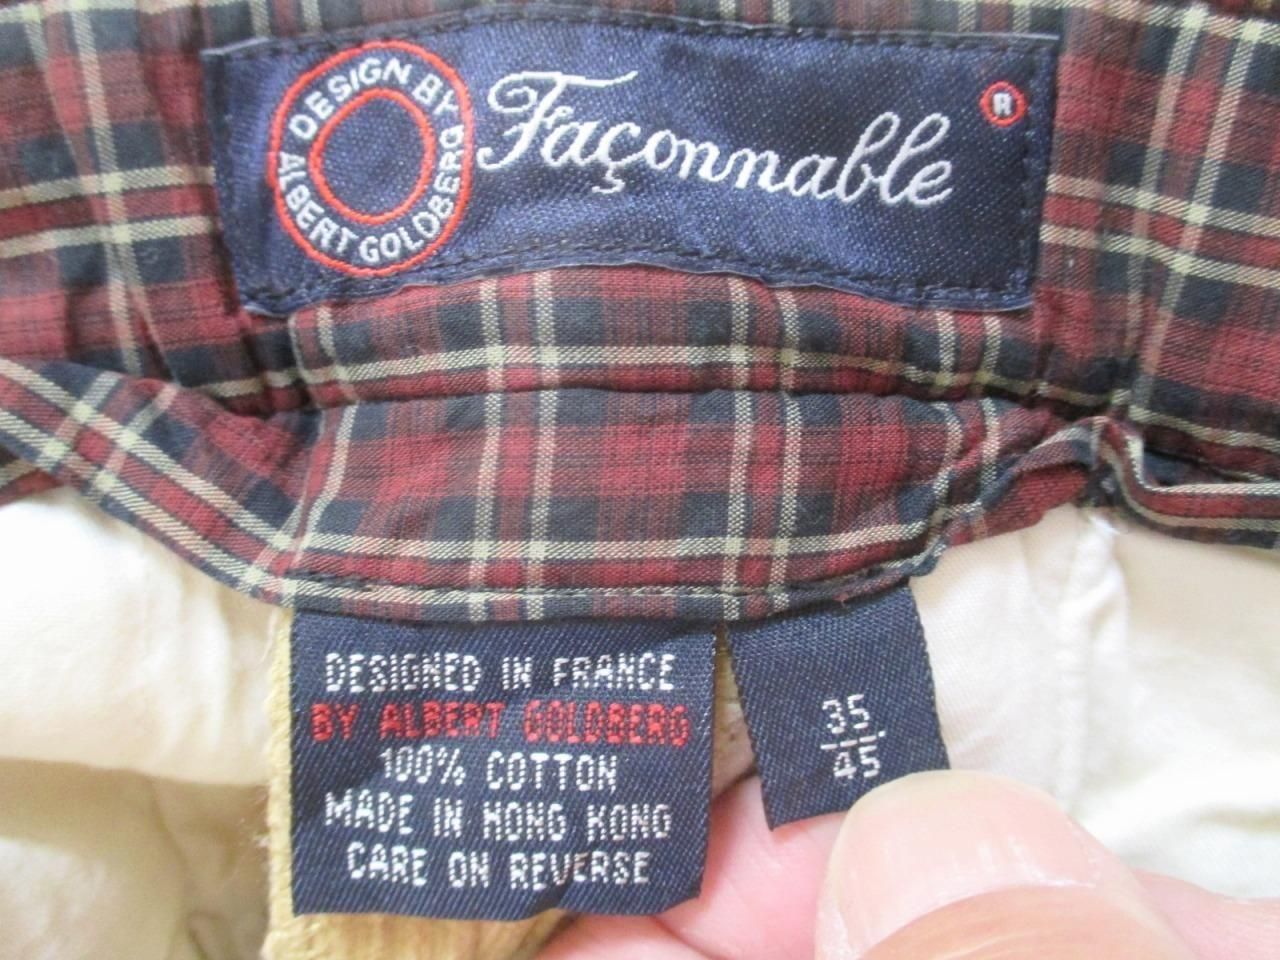 DESIGN BY ALBERT GOLDBERG
Façonnable ®
DESIGNED IN FRANCE
BY ALBERT GOLDBERG
100% COTTON
MADE IN HONG KONG
CARE ON REVERSE
35
45